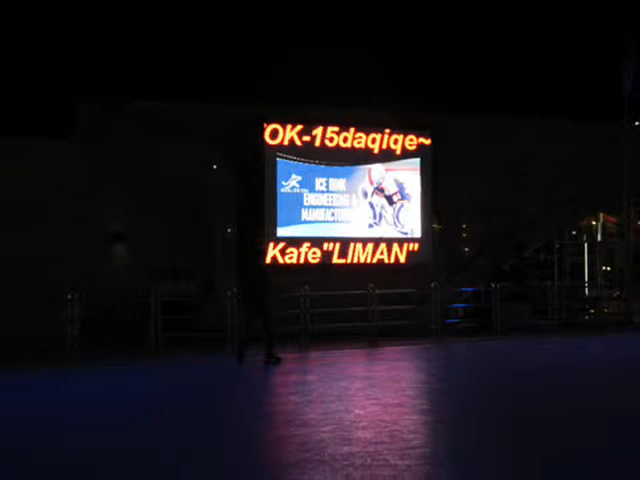 OK-15daqiqe~
ICE RINK
ENGINEERING &
MANUFACTURE
Kafe"LIMAN"